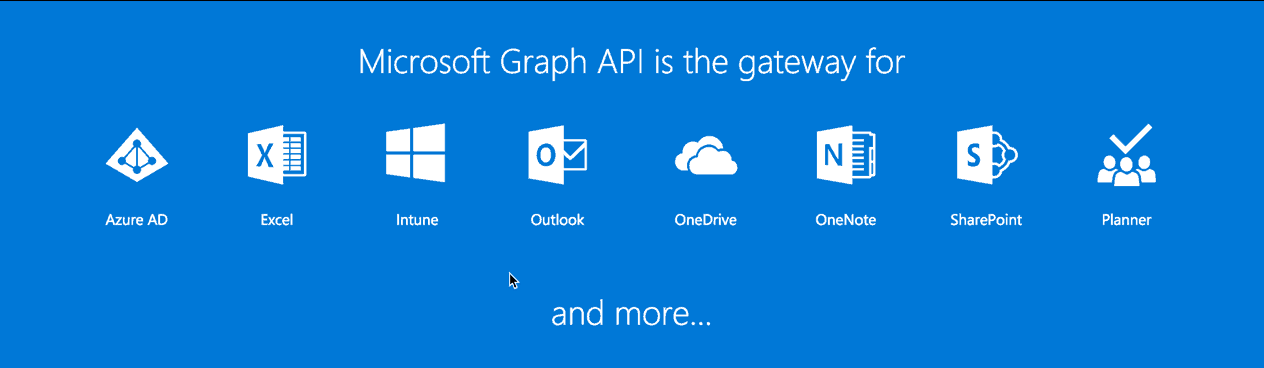 Microsoft Graph API is the gateway for
X
O
N
S
Azure AD
Excel
Intune
Outlook
OneDrive
OneNote
SharePoint
Planner
and more...